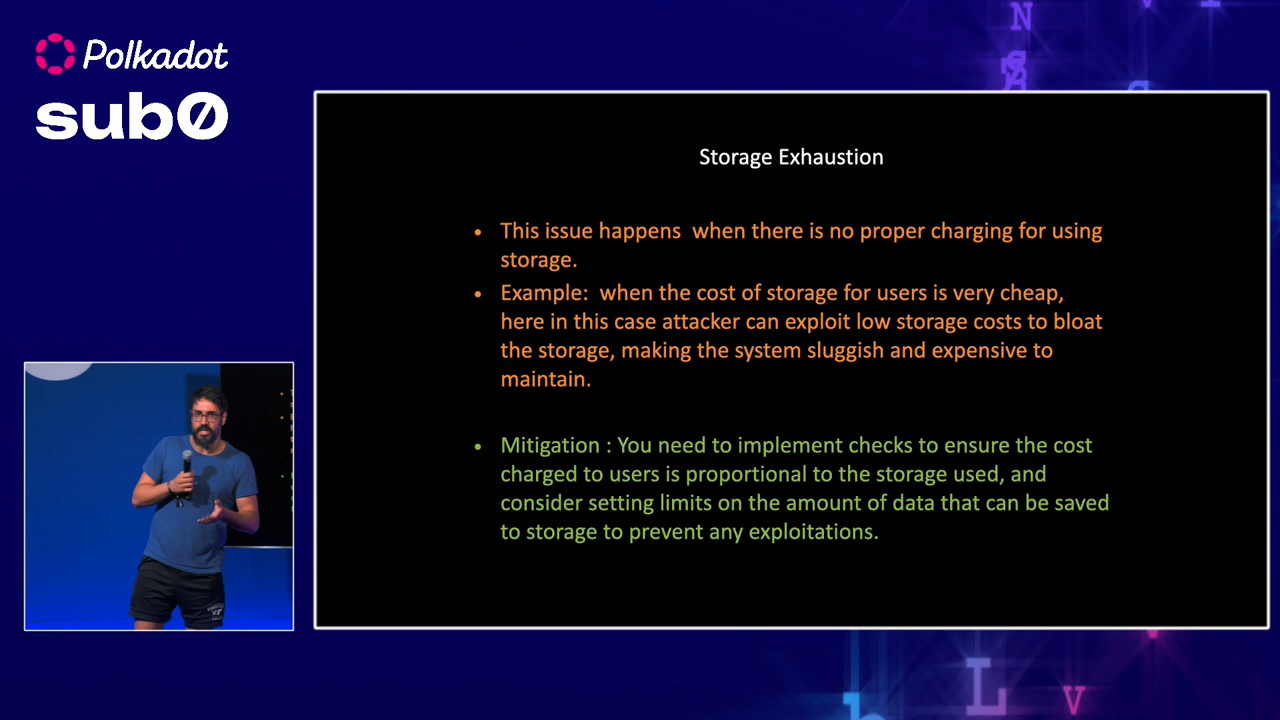 Polkadot
sub0
Storage Exhaustion
• This issue happens  when there is no proper charging for using
storage.
• Example:  when the cost of storage for users is very cheap,
here in this case attacker can exploit low storage costs to bloat
the storage, making the system sluggish and expensive to
maintain.
• Mitigation : You need to implement checks to ensure the cost
charged to users is proportional to the storage used, and
consider setting limits on the amount of data that can be saved
to storage to prevent any exploitations.
N
L
v